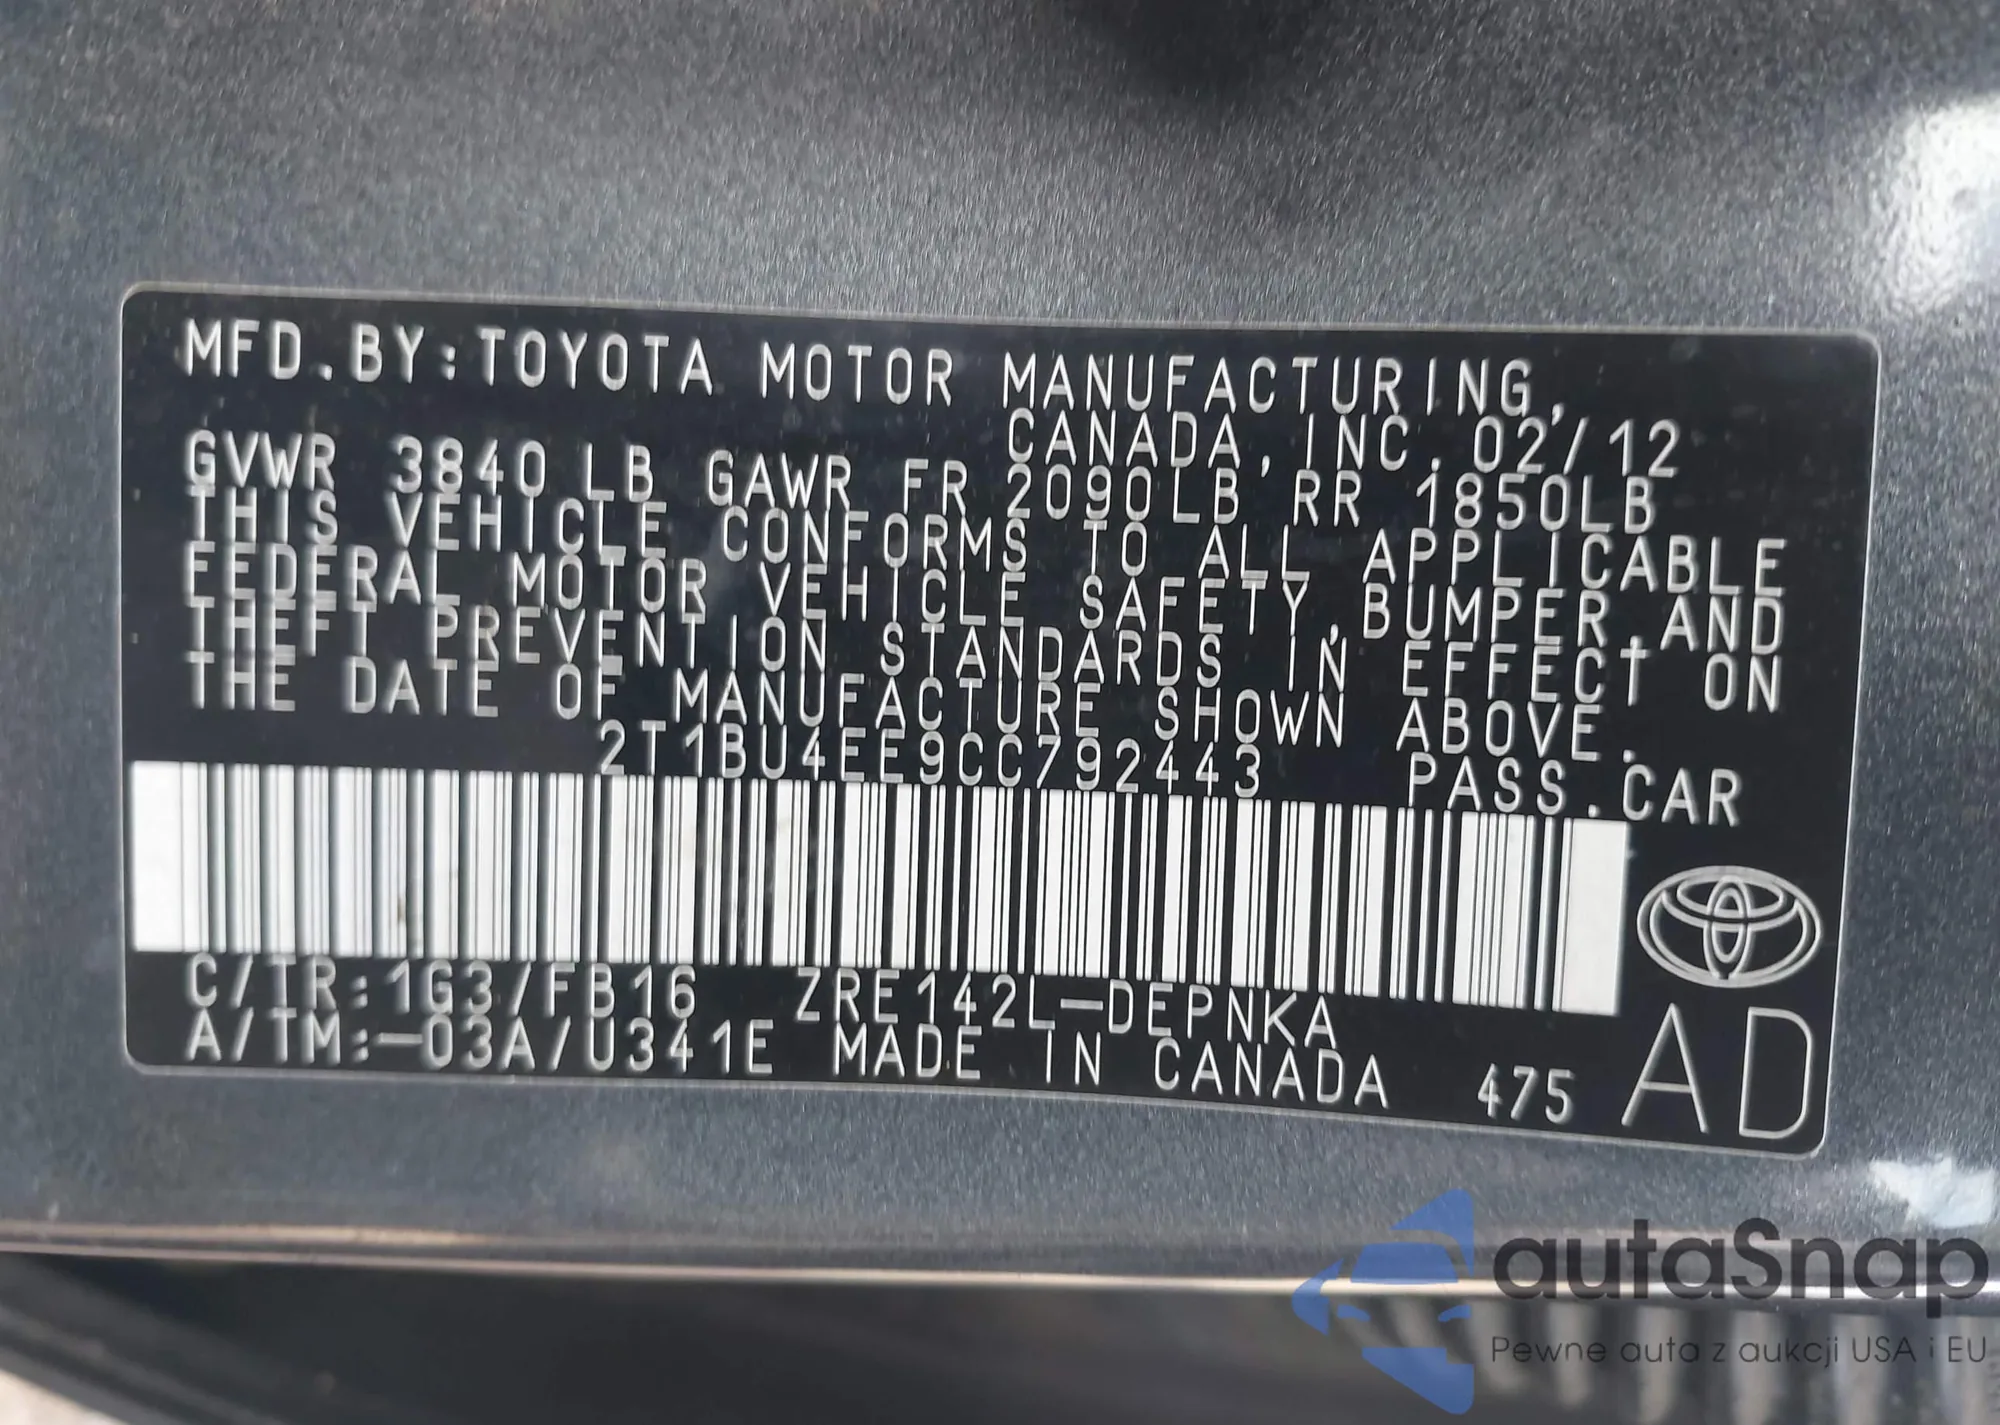 MFD.BY:TOYOTA MOTOR MANUFACTURING,
CANADA,INC.02/12
GVWR 3840LB GAWR FR 2090LB RR 1850LB
THIS VEHICLE CONFORMS TO ALL APPLICABLE
FEDERAL MOTOR VEHICLE SAFETY,BUMPER,AND
THEFT PREVENTION STANDARDS IN EFFECT ON
THE DATE OF MANUFACTURE SHOWN ABOVE.
2T1BU4EE9CC792443 PASS.CAR
C/TR:1G3/FB16 ZRE142L-DEPNKA
A/TM:-03A/U341E MADE IN CANADA 475
AD
autaSnap
Pewne auta z aukcji USA i EU